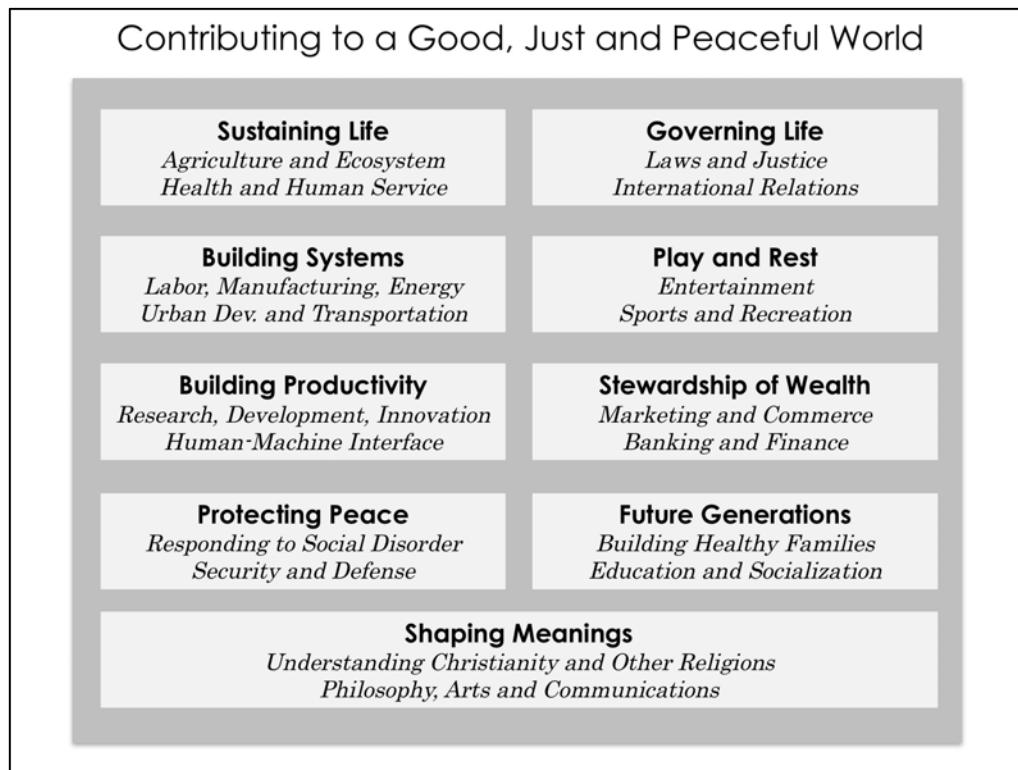 Contributing to a Good, Just and Peaceful World
Sustaining Life
Agriculture and Ecosystem
Health and Human Service
Governing Life
Laws and Justice
International Relations
Building Systems
Labor, Manufacturing, Energy
Urban Dev. and Transportation
Play and Rest
Entertainment
Sports and Recreation
Building Productivity
Research, Development, Innovation
Human-Machine Interface
Stewardship of Wealth
Marketing and Commerce
Banking and Finance
Protecting Peace
Responding to Social Disorder
Security and Defense
Future Generations
Building Healthy Families
Education and Socialization
Shaping Meanings
Understanding Christianity and Other Religions
Philosophy, Arts and Communications